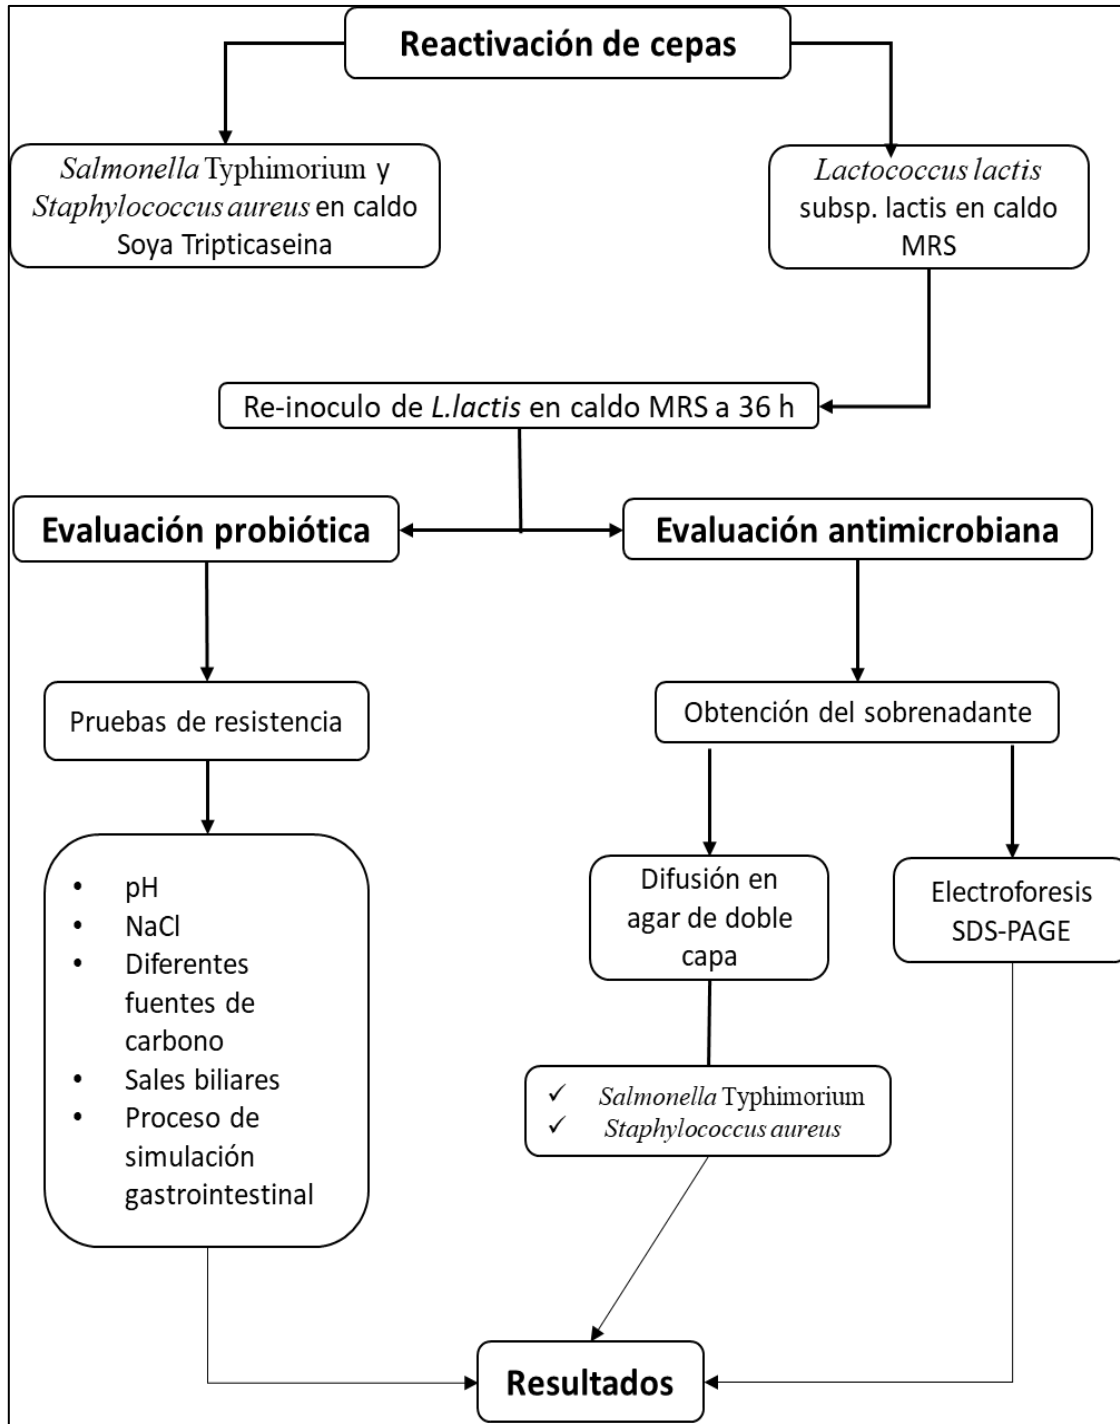 Reactivación de cepas
Salmonella Typhimorium y
Staphylococcus aureus en caldo
Soya Tripticaseina
Lactococcus lactis
subsp. lactis en caldo
MRS
Re-inoculo de L.lactis en caldo MRS a 36 h
Evaluación probiótica
Evaluación antimicrobiana
Pruebas de resistencia
Obtención del sobrenadante
• pH
• NaCl
• Diferentes
fuentes de
carbono
• Sales biliares
• Proceso de
simulación
gastrointestinal
Difusión en
agar de doble
capa
Electroforesis
SDS-PAGE
✓ Salmonella Typhimorium
✓ Staphylococcus aureus
Resultados